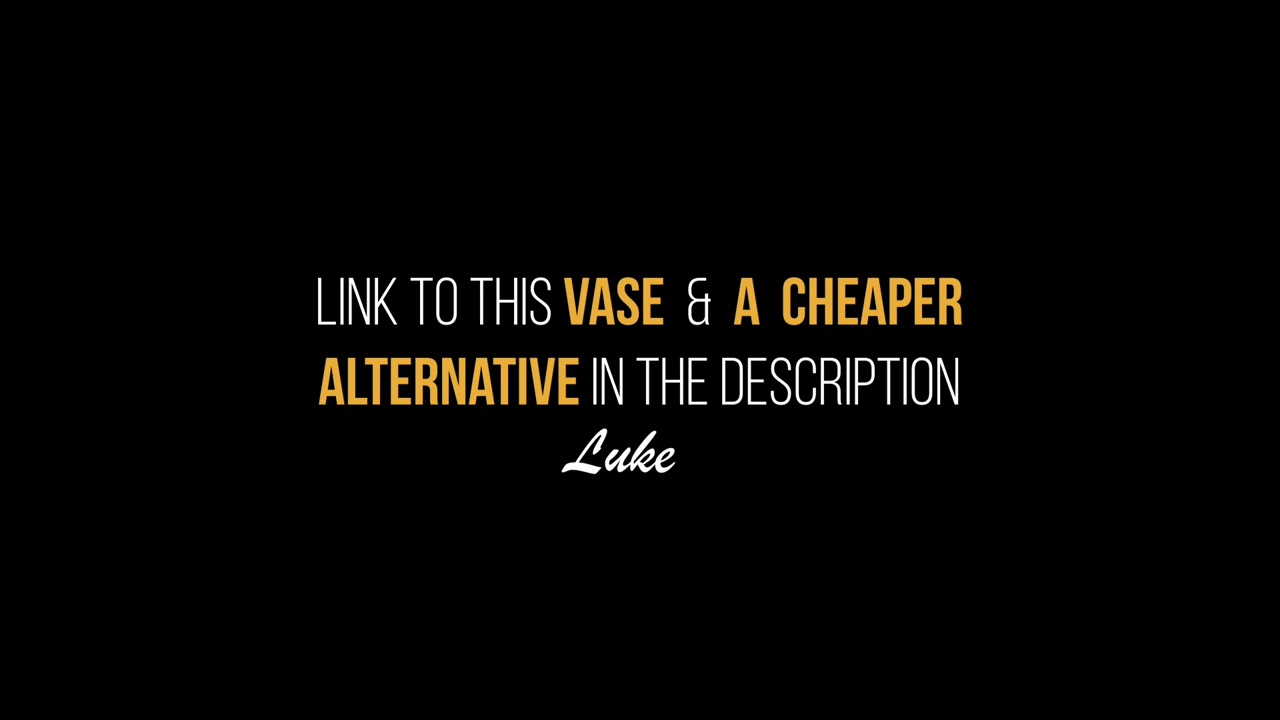 LINK TO THIS VASE & A CHEAPER
ALTERNATIVE IN THE DESCRIPTION
Luke